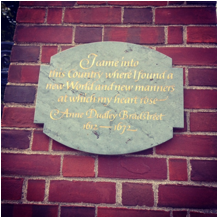 I came into
this Country, where I found a
new World and new manners
at which my heart rose
Anne Dudley Bradstreet
1612 — 1672